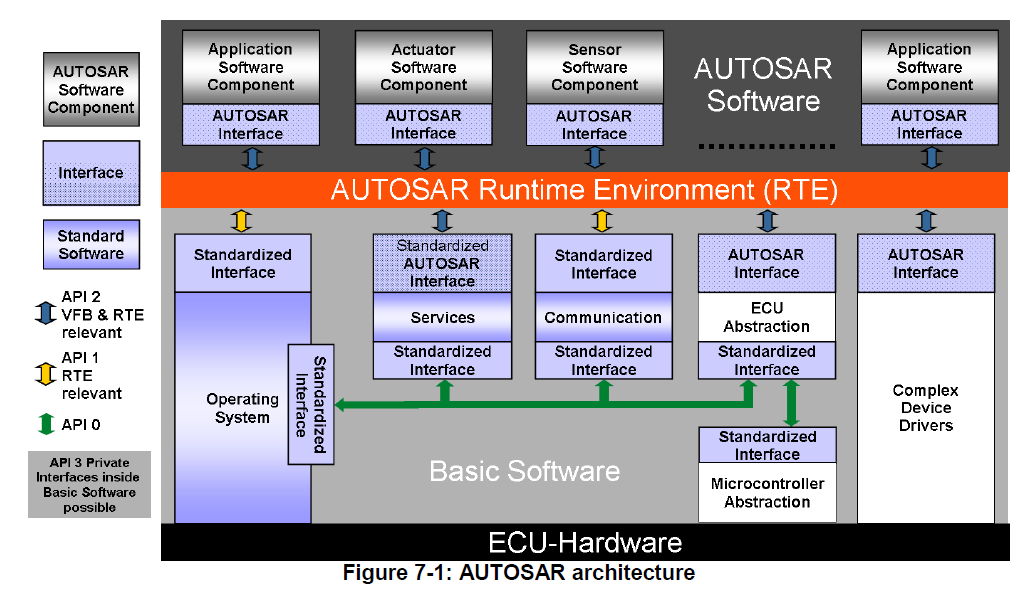 AUTOSAR
Software
Component
Interface
Standard
Software
API 2
VFB & RTE
relevant
API 1
RTE
relevant
API 0
API 3 Private
Interfaces inside
Basic Software
possible
Application
Software
Component
AUTOSAR
Interface
Actuator
Software
Component
AUTOSAR
Interface
Sensor
Software
Component
AUTOSAR
Interface
AUTOSAR
Software
Application
Software
Component
AUTOSAR
Interface
AUTOSAR Runtime Environment (RTE)
Standardized
Interface
Operating
System
Standardized
Interface
Standardized
AUTOSAR
Interface
Services
Standardized
Interface
Standardized
Interface
Communication
Standardized
Interface
AUTOSAR
Interface
ECU
Abstraction
Standardized
Interface
Standardized
Interface
Microcontroller
Abstraction
AUTOSAR
Interface
Complex
Device
Drivers
Basic Software
ECU-Hardware
Figure 7-1: AUTOSAR architecture